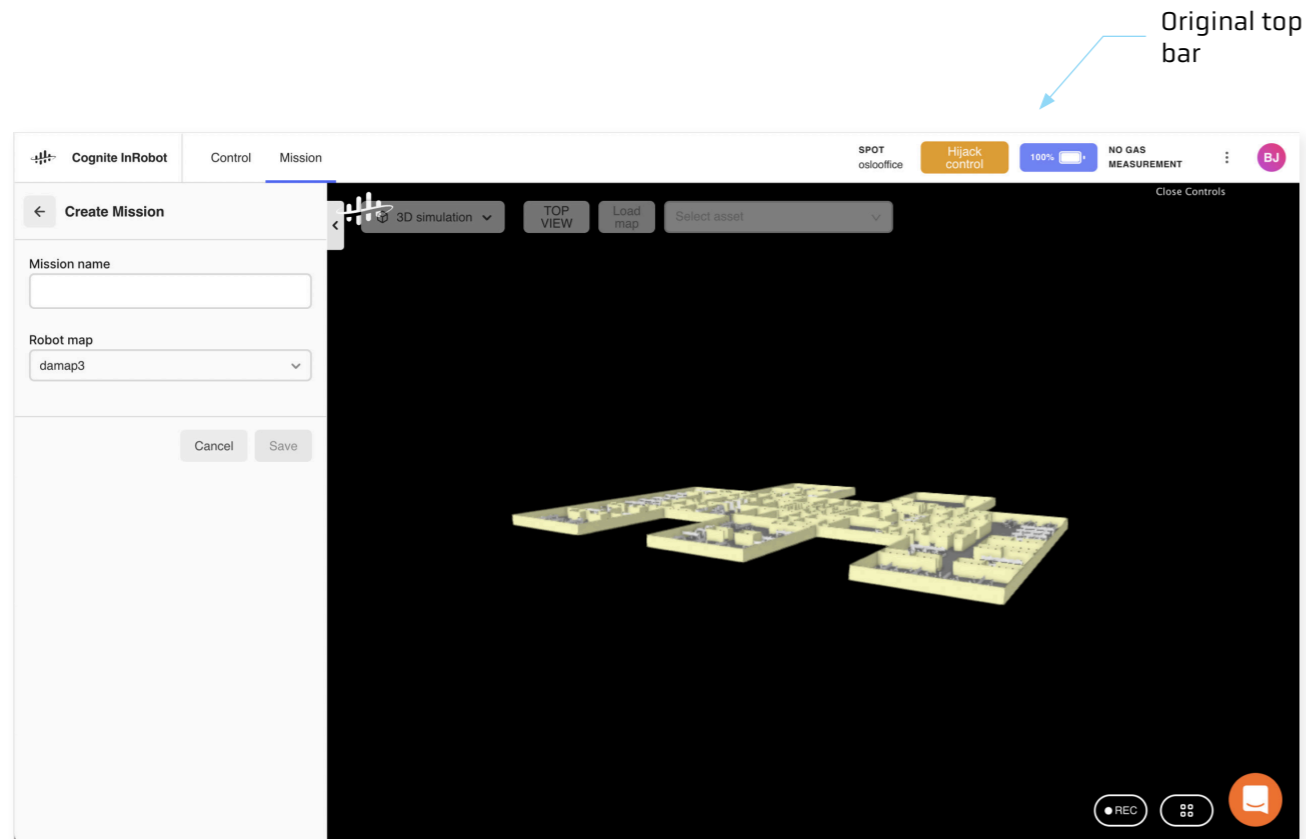 Original top
bar
Cognite InRobot
Control
Mission
SPOT
oslooffice
Hijack
control
100%
NO GAS
MEASUREMENT
BJ
Create Mission
3D simulation
TOP
VIEW
Load
map
Select asset
Close Controls
Mission name
Robot map
damap3
Cancel
Save
REC